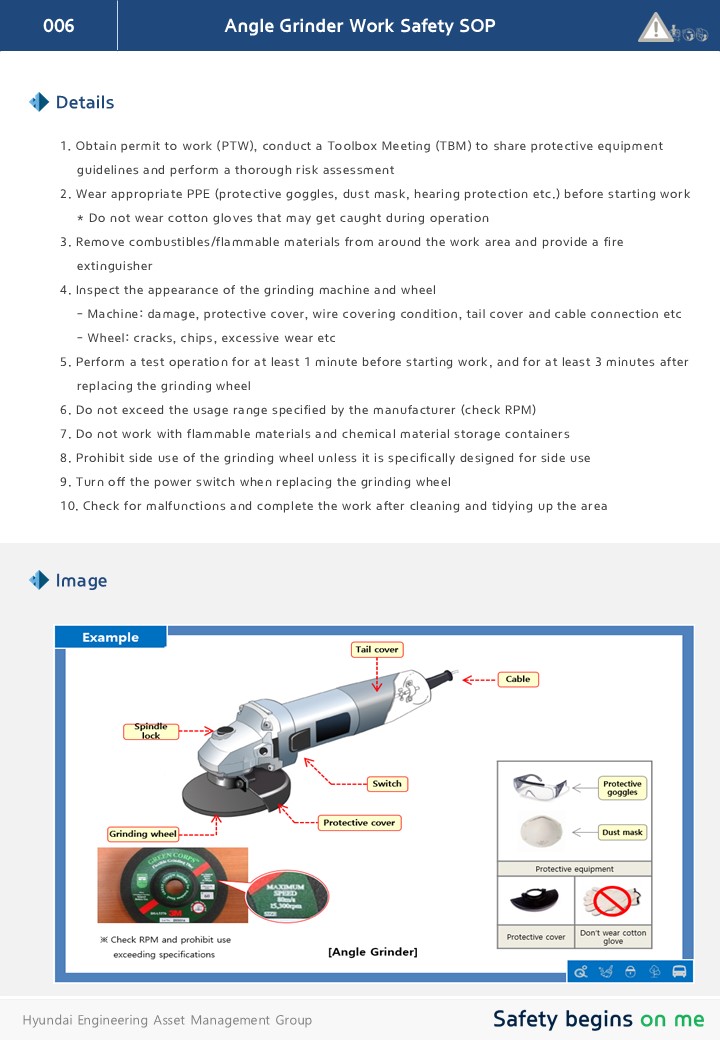 006
Angle Grinder Work Safety SOP
Details
1. Obtain permit to work (PTW), conduct a Toolbox Meeting (TBM) to share protective equipment
guidelines and perform a thorough risk assessment
2. Wear appropriate PPE (protective goggles, dust mask, hearing protection etc.) before starting work
* Do not wear cotton gloves that may get caught during operation
3. Remove combustibles/flammable materials from around the work area and provide a fire
extinguisher
4. Inspect the appearance of the grinding machine and wheel
- Machine: damage, protective cover, wire covering condition, tail cover and cable connection etc
- Wheel: cracks, chips, excessive wear etc
5. Perform a test operation for at least 1 minute before starting work, and for at least 3 minutes after
replacing the grinding wheel
6. Do not exceed the usage range specified by the manufacturer (check RPM)
7. Do not work with flammable materials and chemical material storage containers
8. Prohibit side use of the grinding wheel unless it is specifically designed for side use
9. Turn off the power switch when replacing the grinding wheel
10. Check for malfunctions and complete the work after cleaning and tidying up the area
Image
Example
Tail cover
Cable
Spindle
lock
Switch
Protective cover
Grinding wheel
GREEN CORPS™
Flexible Grinding Disc
3M
MAXIMUM
SPEED
80m/s
15,300rpm
※ Check RPM and prohibit use
exceeding specifications
[Angle Grinder]
Protective
goggles
Dust mask
Protective equipment
Protective cover
Don't wear cotton
glove
Hyundai Engineering Asset Management Group
Safety begins on me